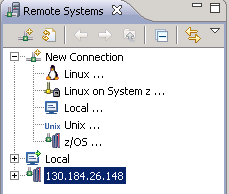 Remote Systems
New Connection
Linux ...
Linux on System z ...
Local ...
Unix Unix ...
z/OS ...
Local
130.184.26.148